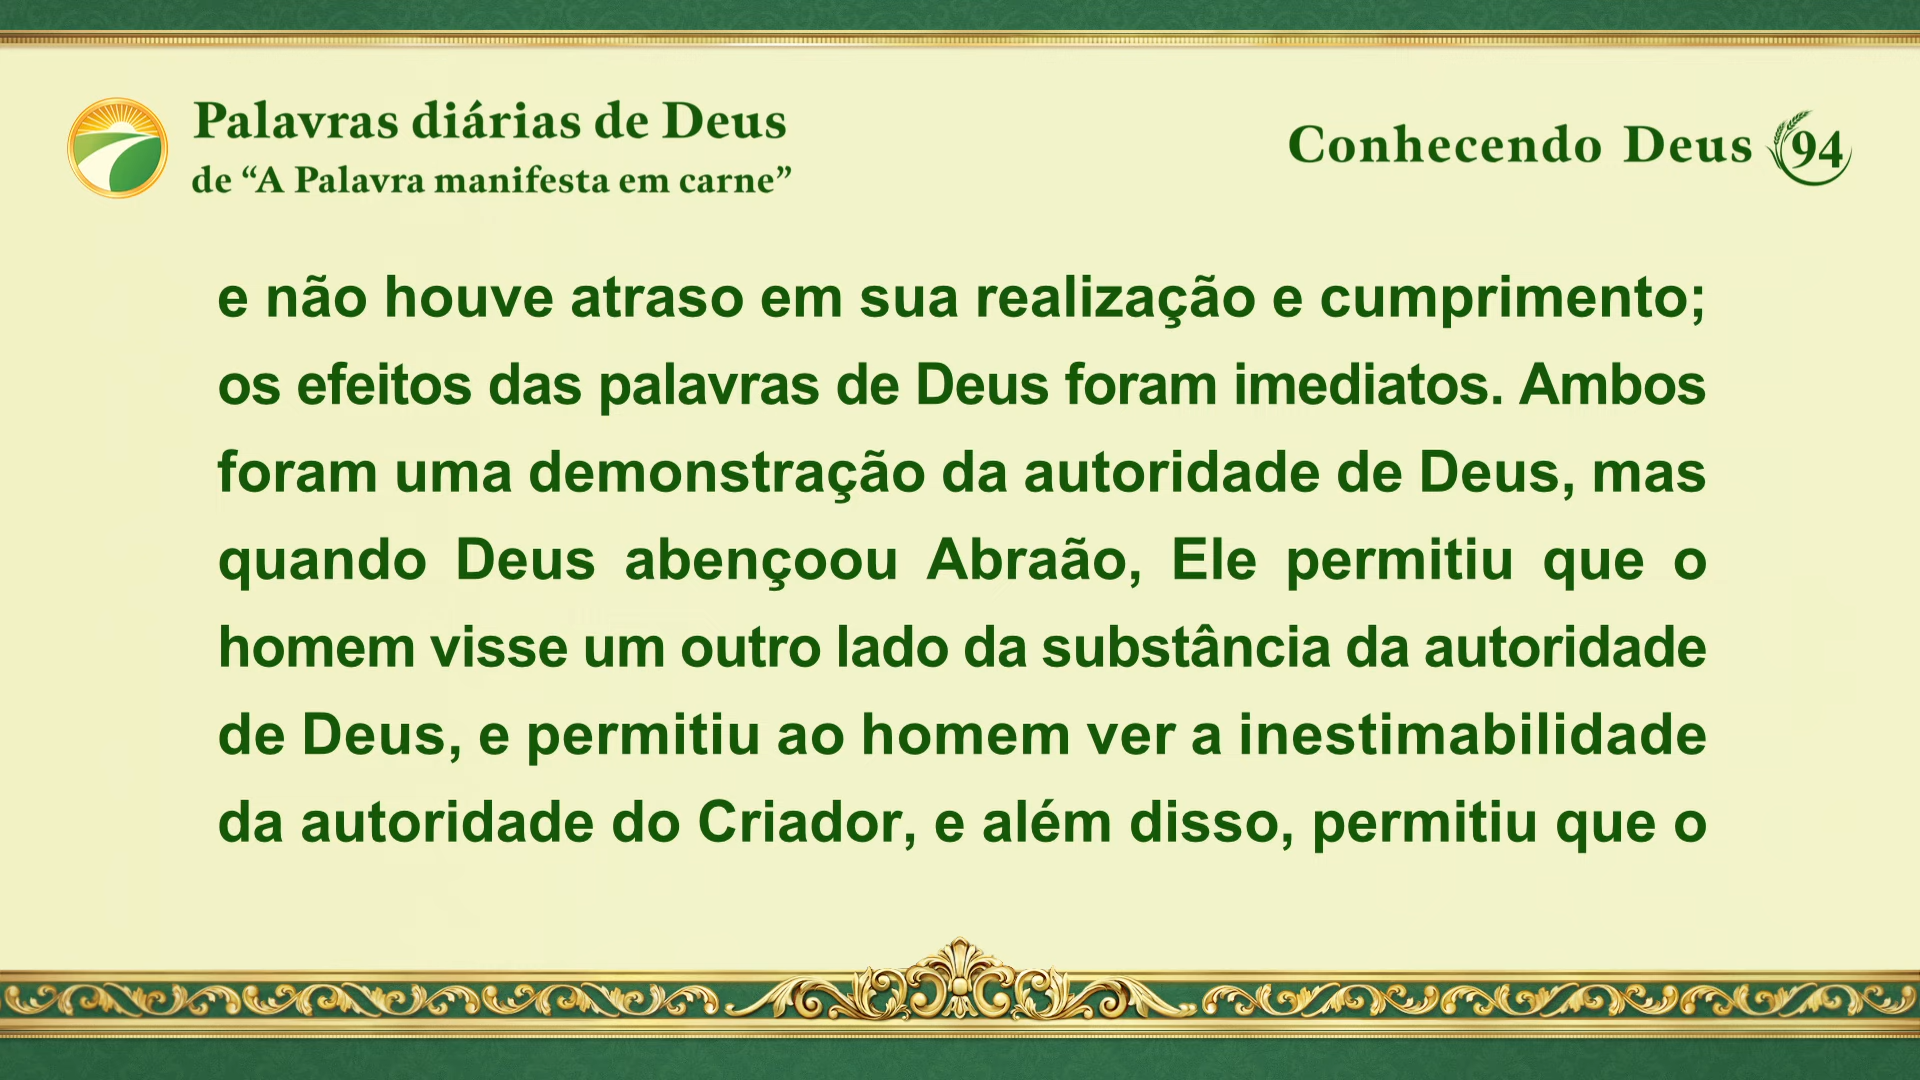 Palavras diárias de Deus
de “A Palavra manifesta em carne”
Conhecendo Deus 94
e não houve atraso em sua realização e cumprimento;
os efeitos das palavras de Deus foram imediatos. Ambos
foram uma demonstração da autoridade de Deus, mas
quando Deus abençoou Abraão, Ele permitiu que o
homem visse um outro lado da substância da autoridade
de Deus, e permitiu ao homem ver a inestimabilidade
da autoridade do Criador, e além disso, permitiu que o